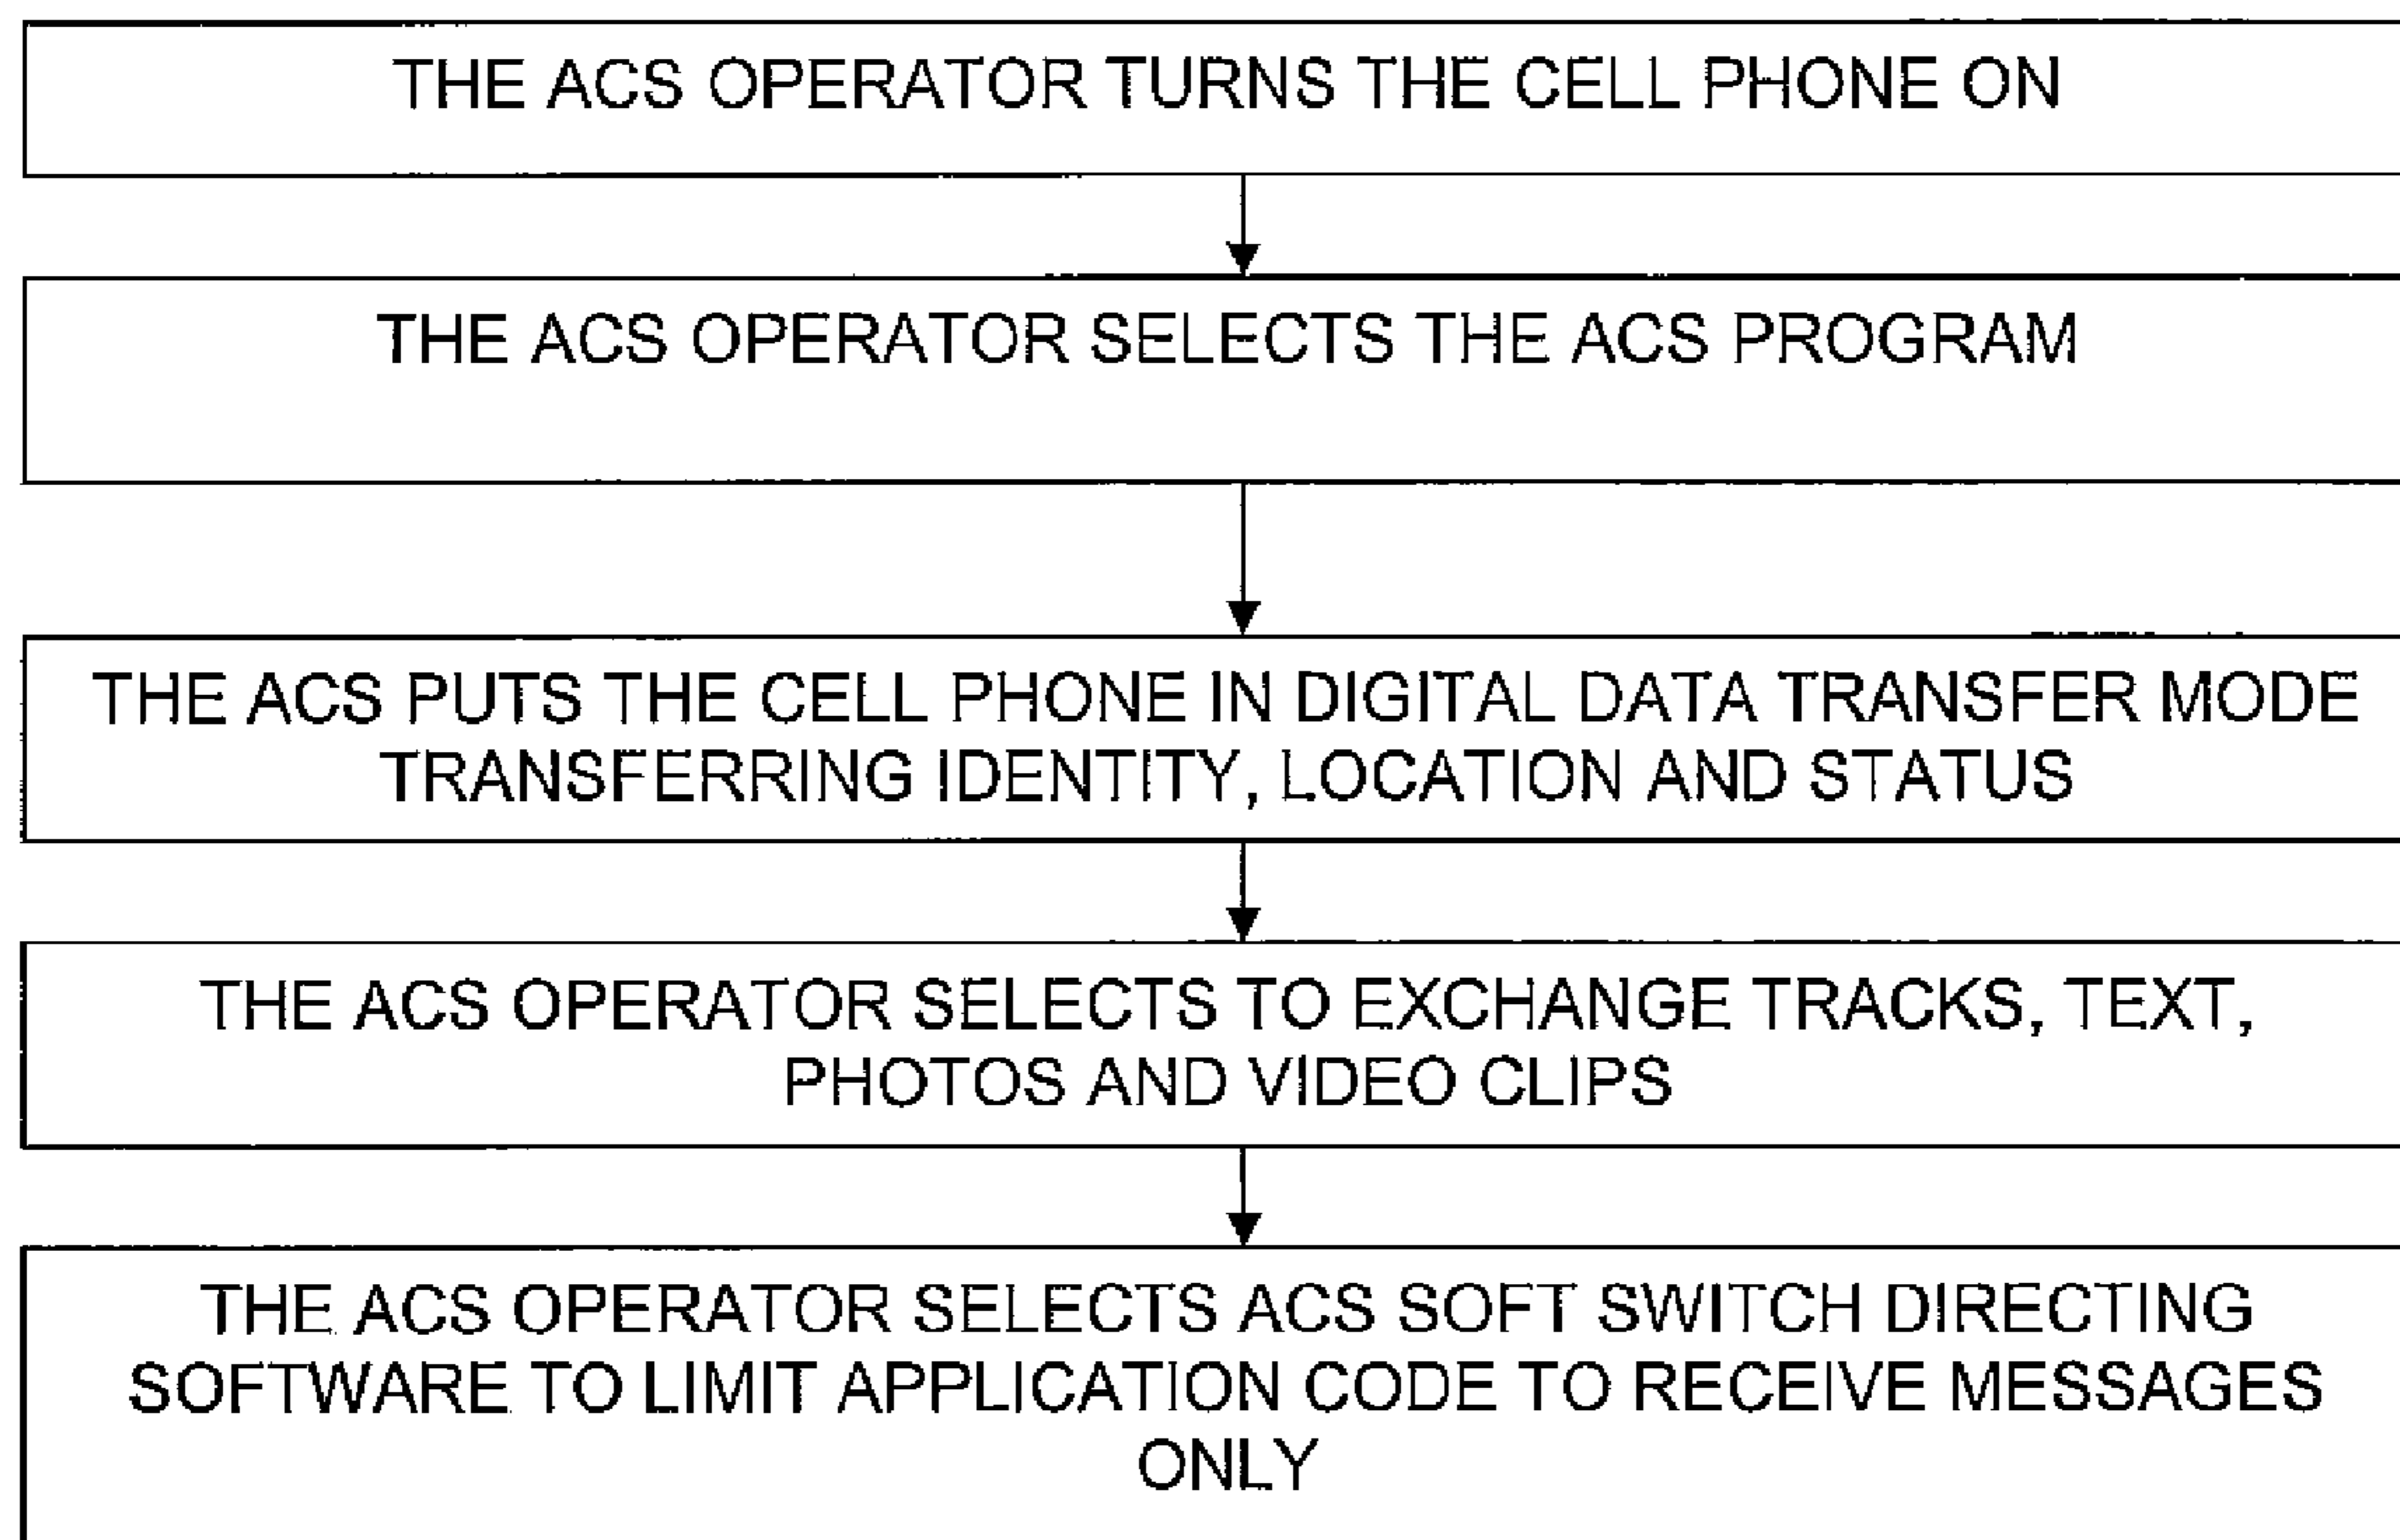 THE ACS OPERATOR TURNS THE CELL PHONE ON
THE ACS OPERATOR SELECTS THE ACS PROGRAM
THE ACS PUTS THE CELL PHONE IN DIGITAL DATA TRANSFER MODE
TRANSFERRING IDENTITY, LOCATION AND STATUS
THE ACS OPERATOR SELECTS TO EXCHANGE TRACKS, TEXT,
PHOTOS AND VIDEO CLIPS
THE ACS OPERATOR SELECTS ACS SOFT SWITCH DIRECTING
SOFTWARE TO LIMIT APPLICATION CODE TO RECEIVE MESSAGES
ONLY